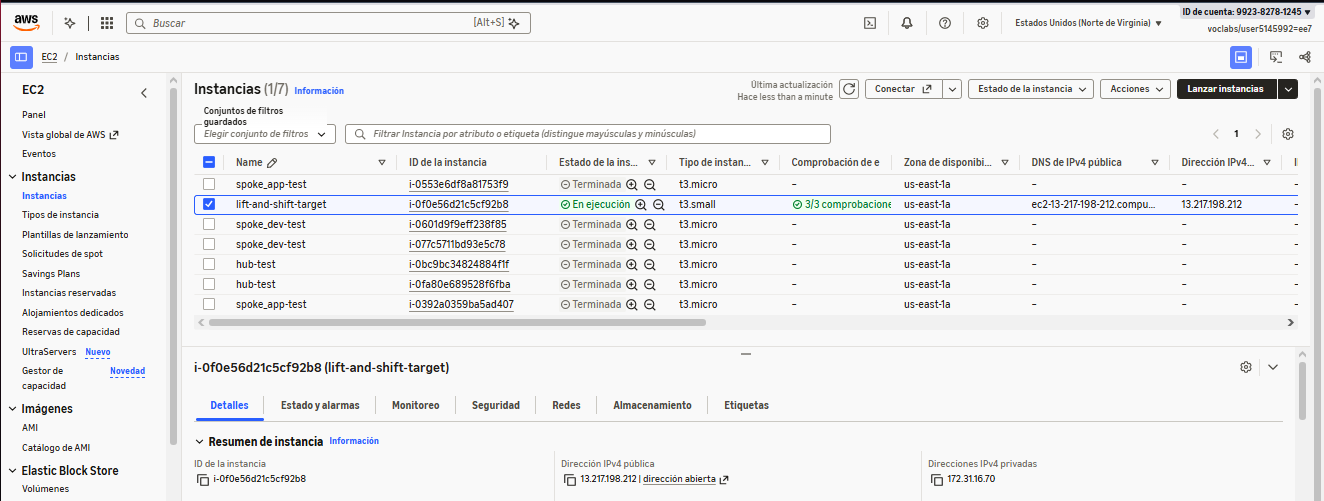 aws
Buscar [Alt+S]
Estados Unidos (Norte de Virginia) ▼
ID de cuenta: 9923-8278-1245 ▼
voclabs/user5145992=ee7
EC2 / Instancias
EC2
Panel
Vista global de AWS
Eventos
Instancias
Instancias
Tipos de instancia
Plantillas de lanzamiento
Solicitudes de spot
Savings Plans
Instancias reservadas
Alojamientos dedicados
Reservas de capacidad
UltraServers Nuevo
Gestor de capacidad Novedad
Imágenes
AMI
Catálogo de AMI
Elastic Block Store
Volúmenes
Instancias (1/7) Información
Última actualización
Hace less than a minute
Conectar
Estado de la instancia
Acciones
Lanzar instancias
Conjuntos de filtros
guardados
Elegir conjunto de filtros
Filtrar Instancia por atributo o etiqueta (distingue mayúsculas y minúsculas)
1
Name ID de la instancia Estado de la ins... Tipo de instan... Comprobación de e Zona de disponibi... DNS de IPv4 pública Dirección IPv4...
spoke_app-test i-0553e6df8a81753f9 Terminada t3.micro – us-east-1a – –
lift-and-shift-target i-0f0e56d21c5cf92b8 En ejecución t3.small 3/3 comprobacione us-east-1a ec2-13-217-198-212.compu... 13.217.198.212 –
spoke_dev-test i-0601d9f9eff238f85 Terminada t3.micro – us-east-1a – – –
spoke_dev-test i-077c5711bd93e5c78 Terminada t3.micro – us-east-1a – – –
hub-test i-0bc9bc34824884f1f Terminada t3.micro – us-east-1a – – –
hub-test i-0fa80e689528f6fba Terminada t3.micro – us-east-1a – – –
spoke_app-test i-0392a0359ba5ad407 Terminada t3.micro – us-east-1a – – –
i-0f0e56d21c5cf92b8 (lift-and-shift-target)
Detalles Estado y alarmas Monitoreo Seguridad Redes Almacenamiento Etiquetas
Resumen de instancia Información
ID de la instancia
i-0f0e56d21c5cf92b8
Dirección IPv4 pública
13.217.198.212 | dirección abierta
Direcciones IPv4 privadas
172.31.16.70